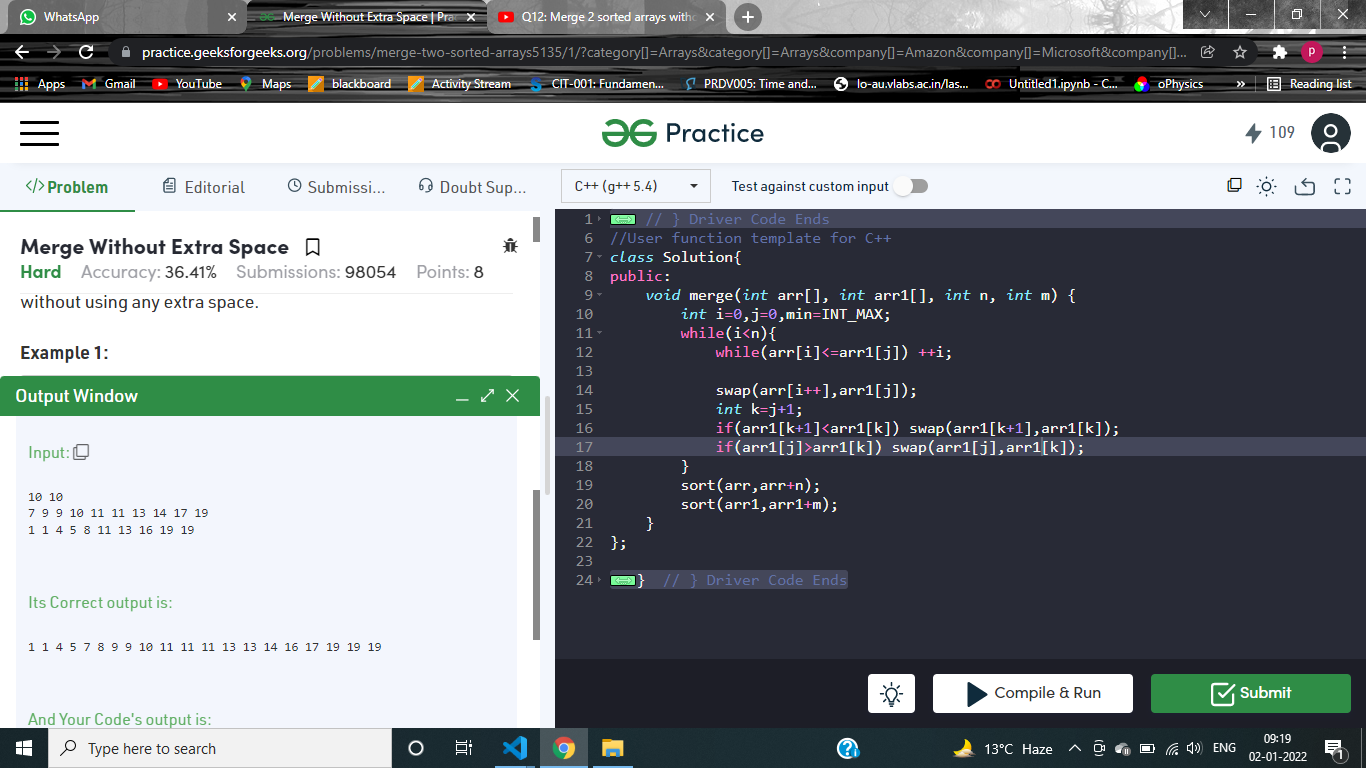 WhatsApp
Merge Without Extra Space | Prac
Q12: Merge 2 sorted arrays witho
practice.geeksforgeeks.org/problems/merge-two-sorted-arrays5135/1/?category[]=Arrays&category[]=Arrays&company[]=Amazon&company[]=Microsoft&company[]...
P
Apps
Gmail
YouTube
Maps
blackboard
Activity Stream
CIT-001: Fundamen...
PRDV005: Time and...
lo-au.vlabs.ac.in/las...
Untitled1.ipynb - C...
oPhysics
»
Reading list
Practice
109
</>Problem
Editorial
Submissi...
Doubt Sup...
C++ (g++ 5.4)
Test against custom input
Merge Without Extra Space
Hard Accuracy: 36.41% Submissions: 98054 Points: 8
without using any extra space.
Example 1:
Output Window
Input:
10 10
7 9 9 10 11 11 13 14 17 19
1 1 4 5 8 11 13 16 19 19
Its Correct output is:
1 1 4 5 7 8 9 9 10 11 11 11 13 13 14 16 17 19 19 19
And Your Code's output is:
1 // } Driver Code Ends
6 //User function template for C++
7 class Solution{
8 public:
9 void merge(int arr[], int arr1[], int n, int m) {
10 int i=0,j=0,min=INT_MAX;
11 while(i<n){
12 while(arr[i]<=arr1[j]) ++i;
13
14 swap(arr[i++],arr1[j]);
15 int k=j+1;
16 if(arr1[k+1]<arr1[k]) swap(arr1[k+1],arr1[k]);
17 if(arr1[j]>arr1[k]) swap(arr1[j],arr1[k]);
18 }
19 sort(arr,arr+n);
20 sort(arr1,arr1+m);
21 }
22 };
23
24 } // } Driver Code Ends
Compile & Run
Submit
Type here to search
13°C Haze
ENG
09:19
02-01-2022
1